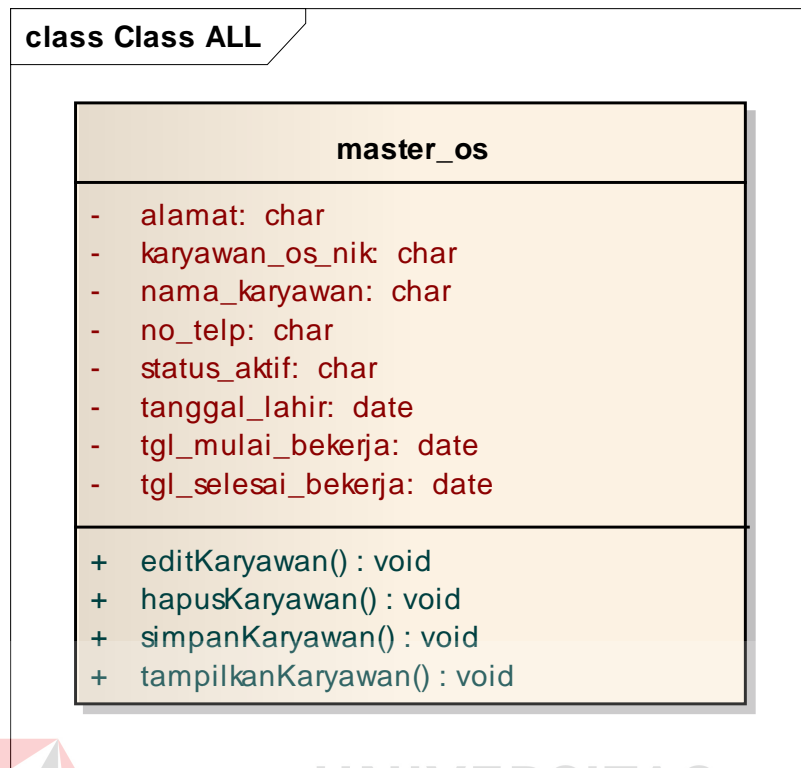 class Class ALL
master_os
- alamat: char
- karyawan_os_nik: char
- nama_karyawan: char
- no_telp: char
- status_aktif: char
- tanggal_lahir: date
- tgl_mulai_bekerja: date
- tgl_selesai_bekerja: date
+ editKaryawan() : void
+ hapusKaryawan() : void
+ simpanKaryawan() : void
+ tampilkanKaryawan() : void
UNIVERSITAS